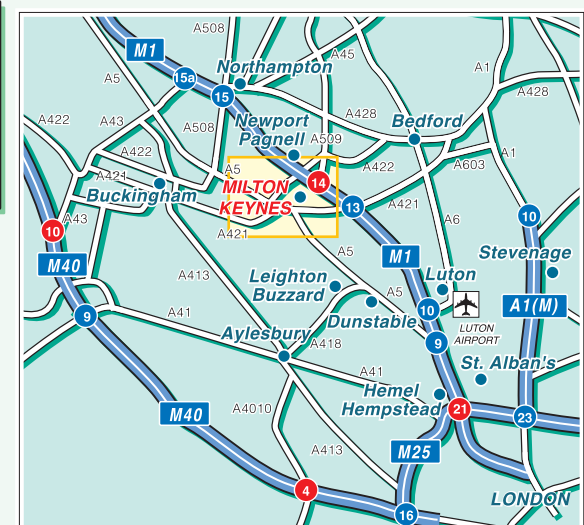 A508
M1
A45
A5
Northampton
A1
15a
15
A428
A428
A422
A43
A508
Newport
Pagnell
A509
Bedford
A422
A421
A5
A422
A603
A1
Buckingham
MILTON
KEYNES
14
13
A421
A43
A421
A6
10
10
M40
A5
M1
Stevenage
A413
Leighton
Buzzard
A5
Luton
A1(M)
9
A41
Dunstable
10
LUTON
AIRPORT
Aylesbury
A418
9
St. Alban's
A41
Hemel
Hempstead
21
23
M40
A4010
A413
M25
4
16
LONDON